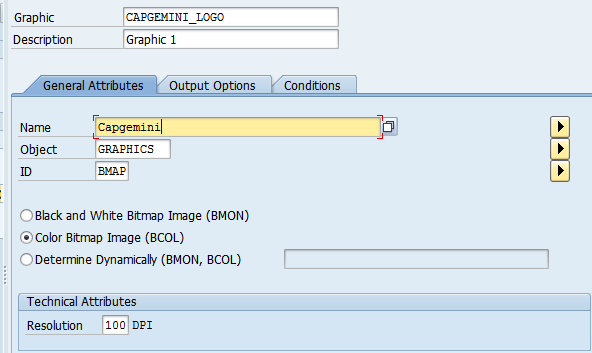 Graphic CAPGEMINI_LOGO
Description Graphic 1
General Attributes Output Options Conditions
Name Capgemini
Object GRAPHICS
ID BMAP
Black and White Bitmap Image (BMON)
Color Bitmap Image (BCOL)
Determine Dynamically (BMON, BCOL)
Technical Attributes
Resolution 100 DPI